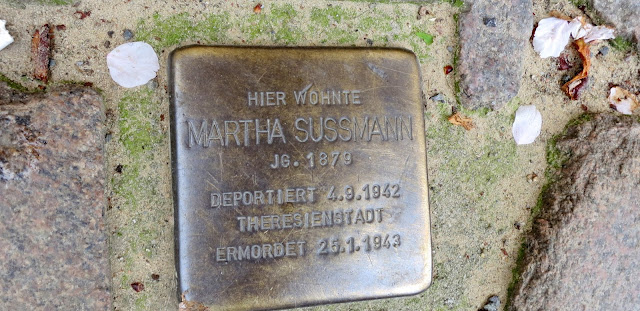 HIER WOHNTE
MARTHA SUSSMANN
JG. 1879
DEPORTIERT 4.9.1942
THERESIENSTADT
ERMORDET 25.1.1943